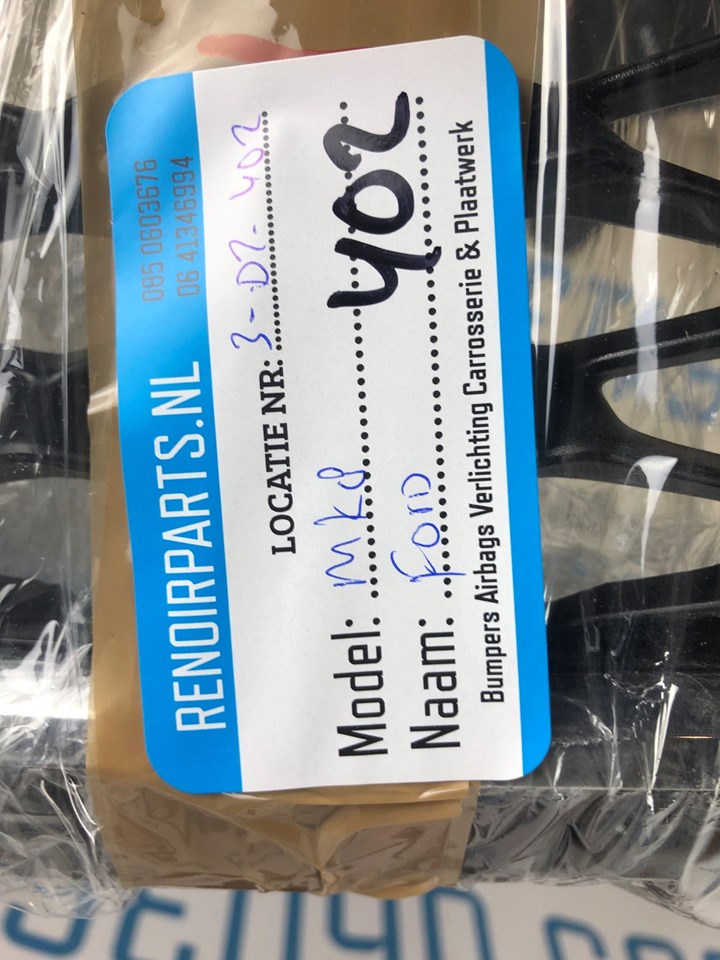 RENOIRPARTS.NL
085 0603676
06 41346994
LOCATIE NR: 3-D7-402
Model: MK8
402
Naam: Ford
Bumpers Airbags Verlichting Carrosserie & Plaatwerk